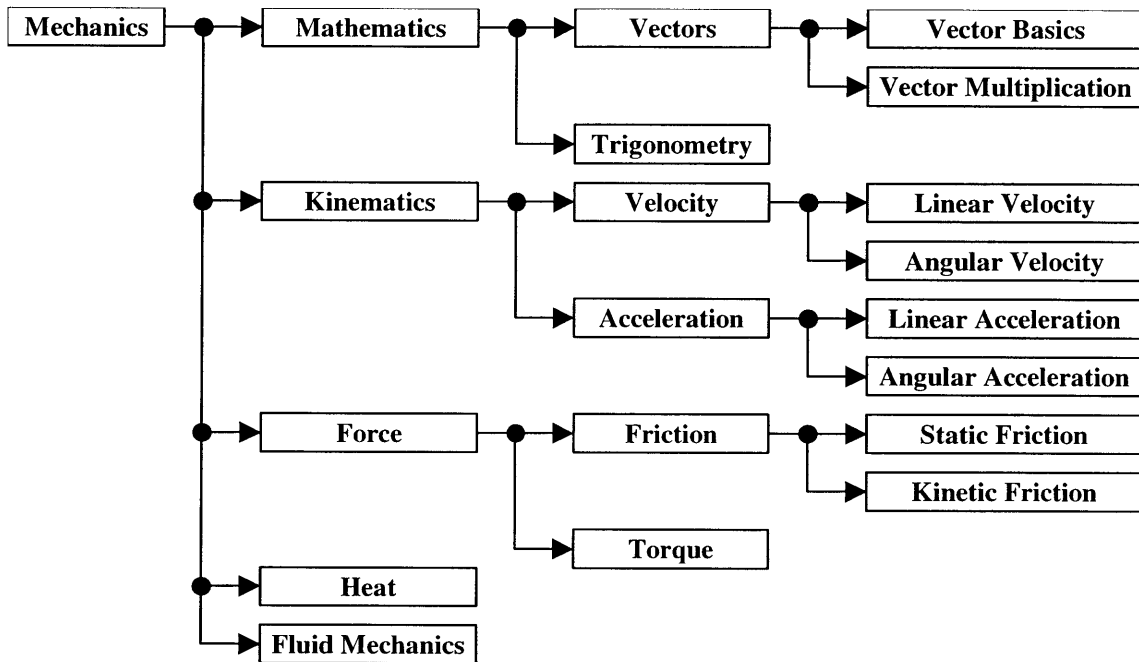 Mechanics
Mathematics
Vectors
Vector Basics
Vector Multiplication
Trigonometry
Kinematics
Velocity
Linear Velocity
Angular Velocity
Acceleration
Linear Acceleration
Angular Acceleration
Force
Friction
Static Friction
Kinetic Friction
Torque
Heat
Fluid Mechanics